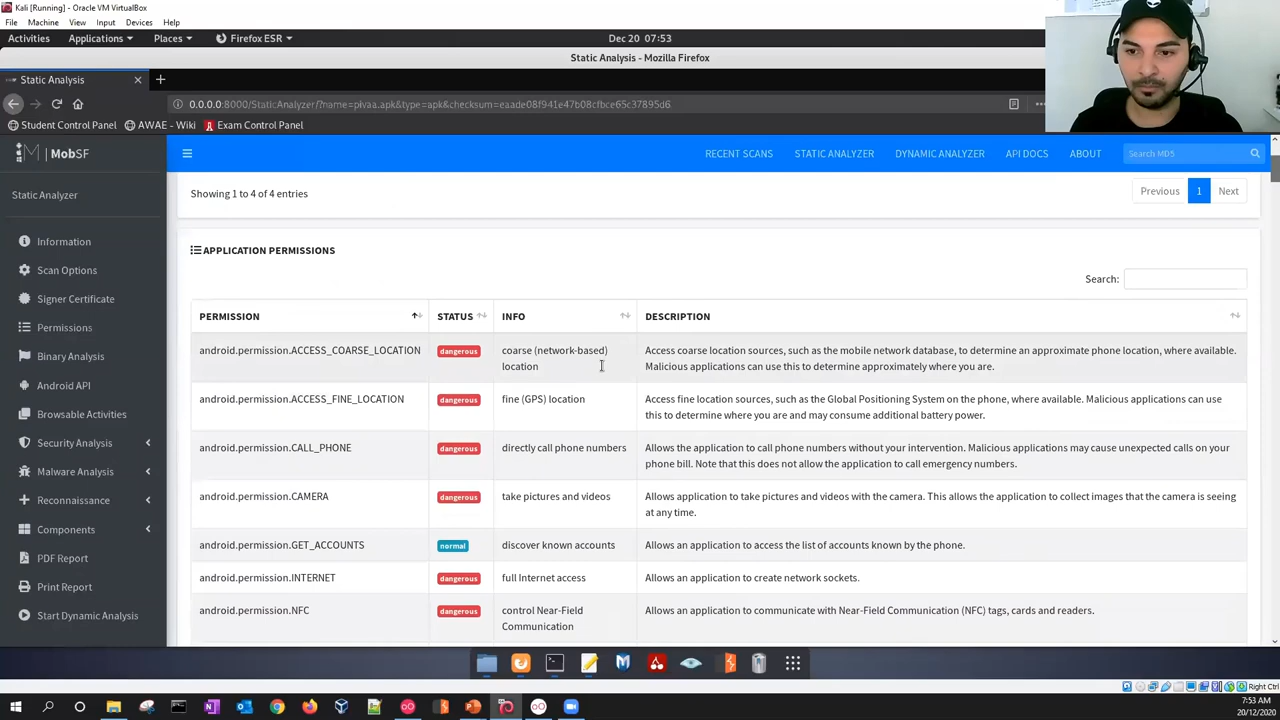 Kali [Running] - Oracle VM VirtualBox
File Machine View Input Devices Help
Activities Applications Places Firefox ESR Dec 20 07:53
Static Analysis - Mozilla Firefox
Static Analysis
0.0.0.0:8000/StaticAnalyzer/?name=pivaa.apk&type=apk&checksum=eaade08f941e47b08cfbce65c37895d6
Student Control Panel AWAE - Wiki Exam Control Panel
MobSF RECENT SCANS STATIC ANALYZER DYNAMIC ANALYZER API DOCS ABOUT Search MD5
Static Analyzer
Information
Scan Options
Signer Certificate
Permissions
Binary Analysis
Android API
Browsable Activities
Security Analysis
Malware Analysis
Reconnaissance
Components
PDF Report
Print Report
Start Dynamic Analysis
Showing 1 to 4 of 4 entries Previous 1 Next
APPLICATION PERMISSIONS
Search:
PERMISSION STATUS INFO DESCRIPTION
android.permission.ACCESS_COARSE_LOCATION dangerous coarse (network-based) Access coarse location sources, such as the mobile network database, to determine an approximate phone location, where available.
location Malicious applications can use this to determine approximately where you are.
android.permission.ACCESS_FINE_LOCATION dangerous fine (GPS) location Access fine location sources, such as the Global Positioning System on the phone, where available. Malicious applications can use
this to determine where you are and may consume additional battery power.
android.permission.CALL_PHONE dangerous directly call phone numbers Allows the application to call phone numbers without your intervention. Malicious applications may cause unexpected calls on your
phone bill. Note that this does not allow the application to call emergency numbers.
android.permission.CAMERA dangerous take pictures and videos Allows application to take pictures and videos with the camera. This allows the application to collect images that the camera is seeing
at any time.
android.permission.GET_ACCOUNTS normal discover known accounts Allows an application to access the list of accounts known by the phone.
android.permission.INTERNET dangerous full Internet access Allows an application to create network sockets.
android.permission.NFC dangerous control Near-Field Allows an application to communicate with Near-Field Communication (NFC) tags, cards and readers.
Communication
Right Ctrl
7:53 AM
20/12/2020